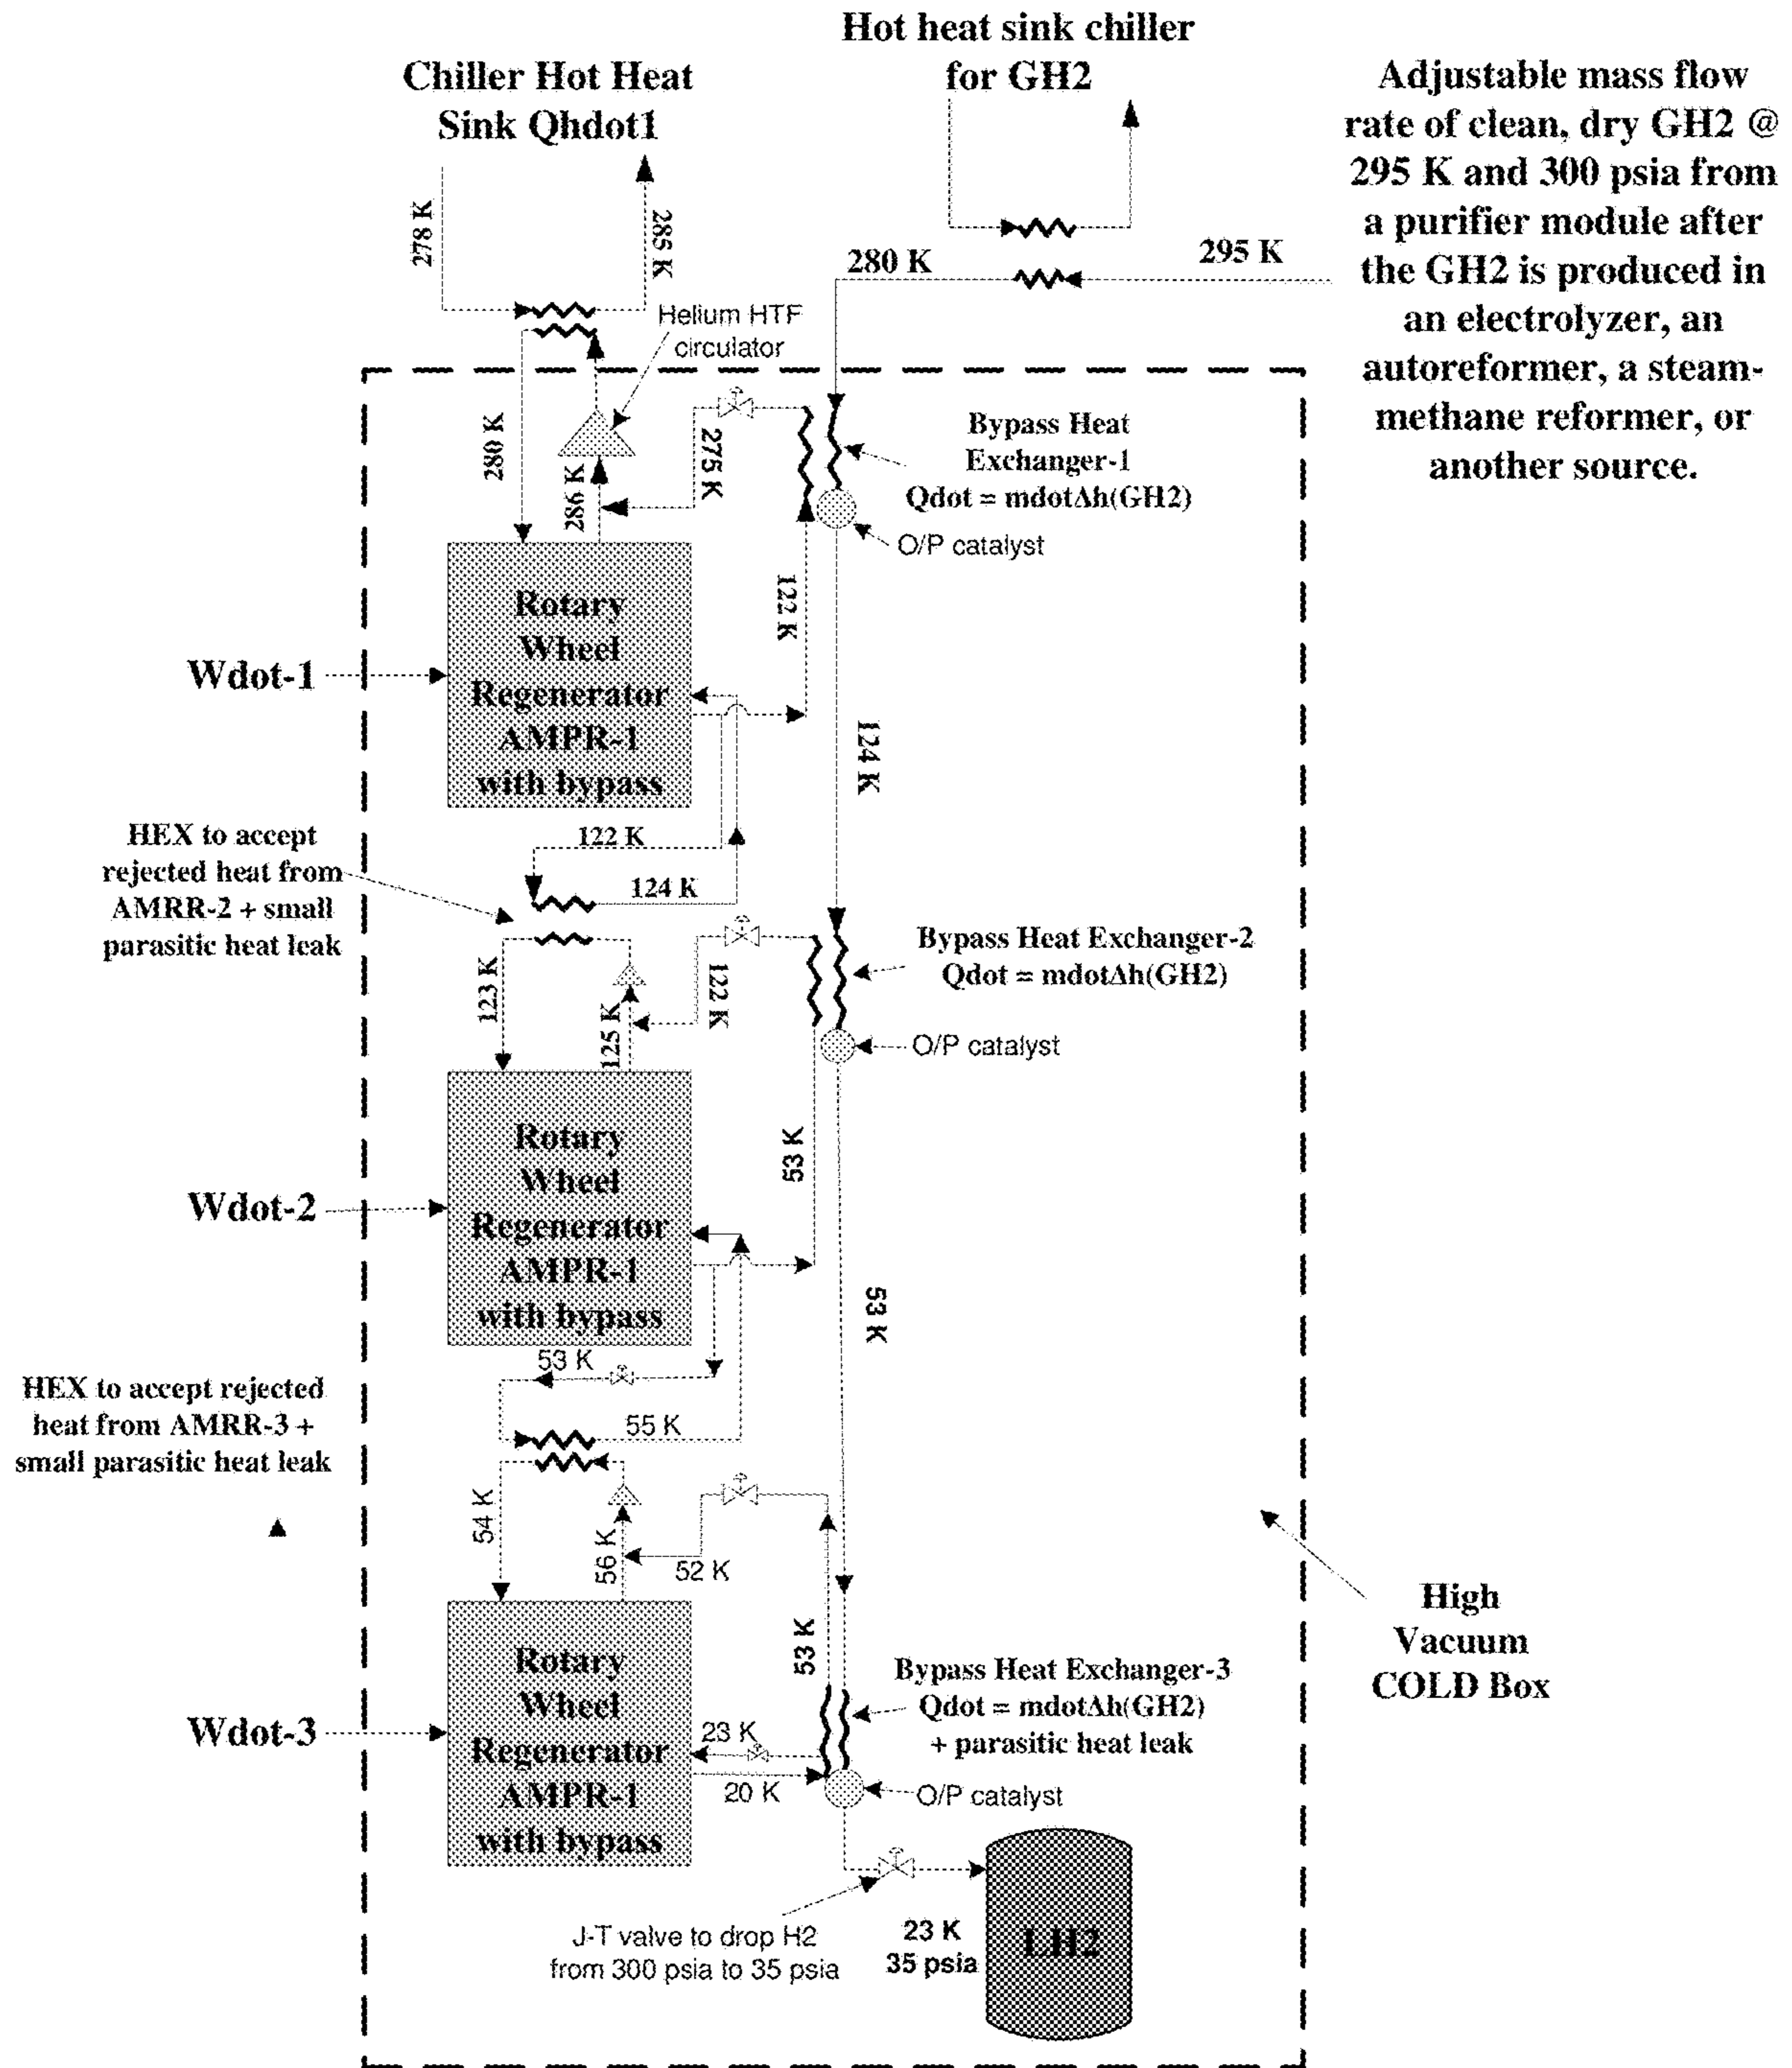 Hot heat sink chiller
for GH2
Chiller Hot Heat
Sink Qhdot1
Adjustable mass flow
rate of clean, dry GH2 @
295 K and 300 psia from
a purifier module after
the GH2 is produced in
an electrolyzer, an
autoreformer, a steam-
methane reformer, or
another source.
278 K
285 K
280 K
295 K
Helium HTF
circulator
280 K
286 K
275 K
Bypass Heat
Exchanger-1
Qdot = mdotΔh(GH2)
O/P catalyst
122 K
Rotary
Wheel
Regenerator
AMPR-1
with bypass
Wdot-1
124 K
HEX to accept
rejected heat from
AMRR-2 + small
parasitic heat leak
122 K
124 K
123 K
125 K
122 K
Bypass Heat Exchanger-2
Qdot = mdotΔh(GH2)
O/P catalyst
Rotary
Wheel
Regenerator
AMPR-1
with bypass
Wdot-2
53 K
53 K
53 K
HEX to accept rejected
heat from AMRR-3 +
small parasitic heat leak
55 K
54 K
56 K
52 K
53 K
High
Vacuum
COLD Box
Rotary
Wheel
Regenerator
AMPR-1
with bypass
Wdot-3
Bypass Heat Exchanger-3
Qdot = mdotΔh(GH2)
+ parasitic heat leak
23 K
20 K
O/P catalyst
J-T valve to drop H2
from 300 psia to 35 psia
23 K
35 psia
LH2